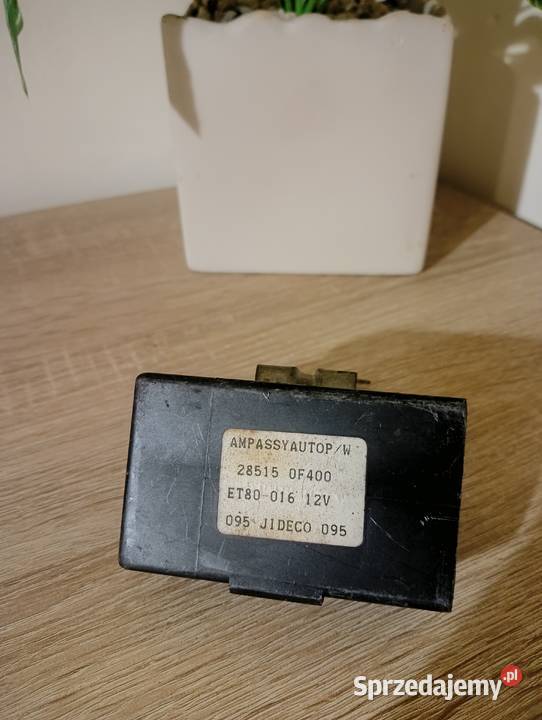 AMPASSYAUTOP/W
28515 0F400
ET80-016 12V
095 JIDECO 095
Sprzedajemy.pl